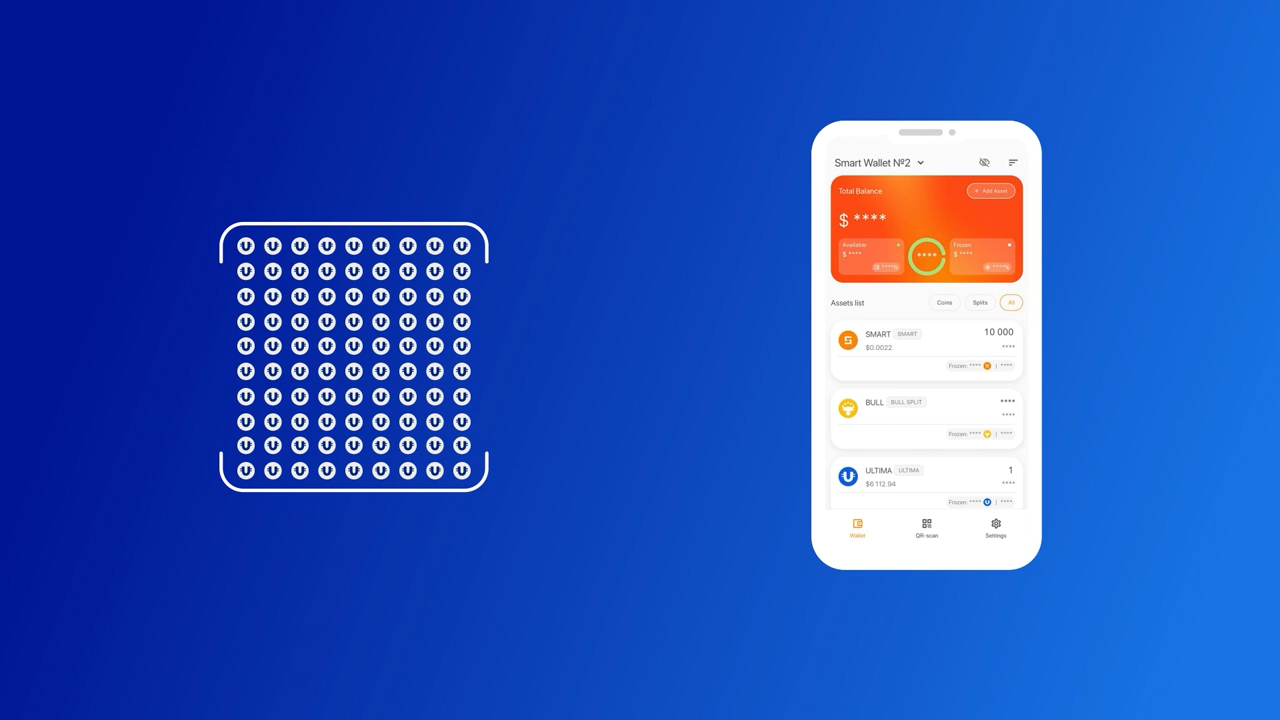 Smart Wallet №2
Total Balance
+ Add Asset
$ ****
Available
$ ****
****%
****
Frozen
$ ****
****%
Assets list
Coins
Splits
All
SMART SMART
10 000
$0.0022
****
Frozen: **** | ****
BULL BULL SPLIT
****
****
Frozen: **** | ****
ULTIMA ULTIMA
1
$6 112.94
****
Frozen: **** | ****
Wallet
QR-scan
Settings